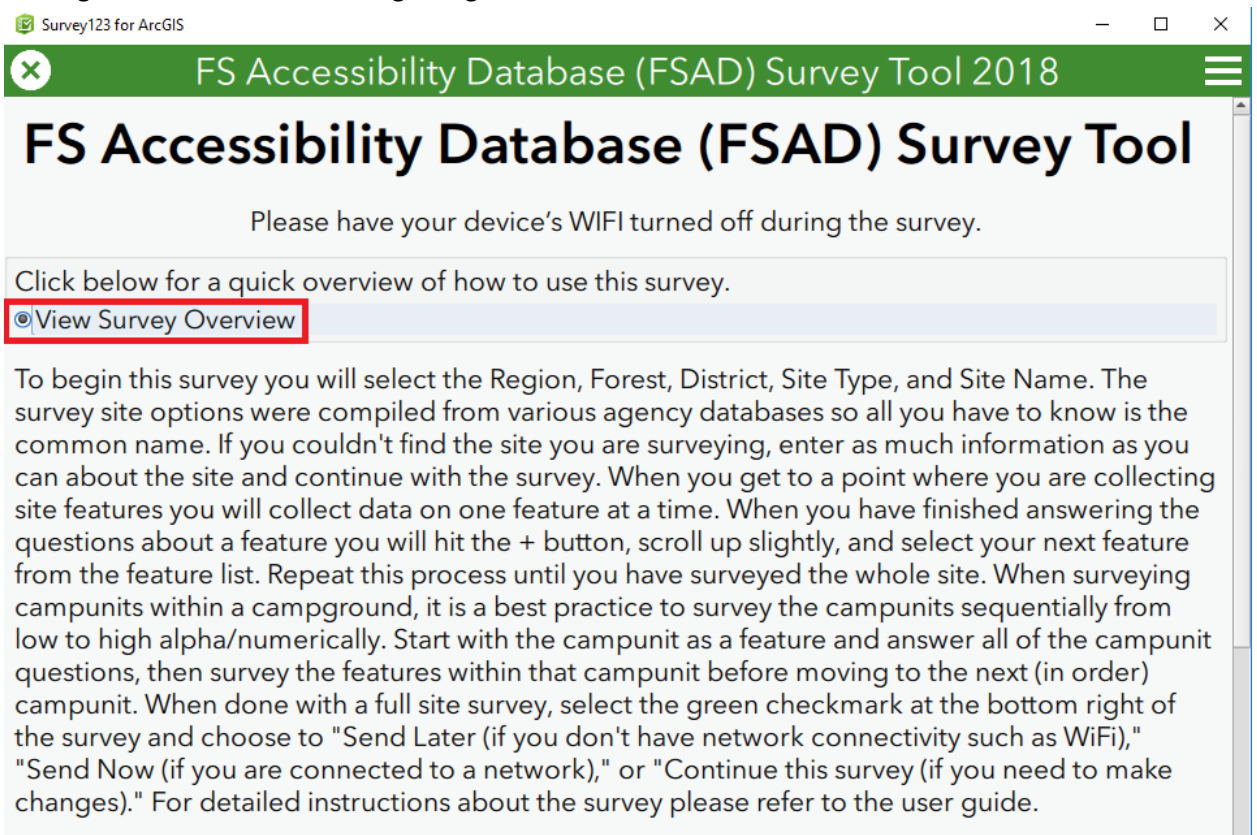 Survey123 for ArcGIS
FS Accessibility Database (FSAD) Survey Tool 2018
FS Accessibility Database (FSAD) Survey Tool
Please have your device's WIFI turned off during the survey.
Click below for a quick overview of how to use this survey.
View Survey Overview
To begin this survey you will select the Region, Forest, District, Site Type, and Site Name. The
survey site options were compiled from various agency databases so all you have to know is the
common name. If you couldn't find the site you are surveying, enter as much information as you
can about the site and continue with the survey. When you get to a point where you are collecting
site features you will collect data on one feature at a time. When you have finished answering the
questions about a feature you will hit the + button, scroll up slightly, and select your next feature
from the feature list. Repeat this process until you have surveyed the whole site. When surveying
campunits within a campground, it is a best practice to survey the campunits sequentially from
low to high alpha/numerically. Start with the campunit as a feature and answer all of the campunit
questions, then survey the features within that campunit before moving to the next (in order)
campunit. When done with a full site survey, select the green checkmark at the bottom right of
the survey and choose to "Send Later (if you don't have network connectivity such as WiFi),"
"Send Now (if you are connected to a network)," or "Continue this survey (if you need to make
changes)." For detailed instructions about the survey please refer to the user guide.